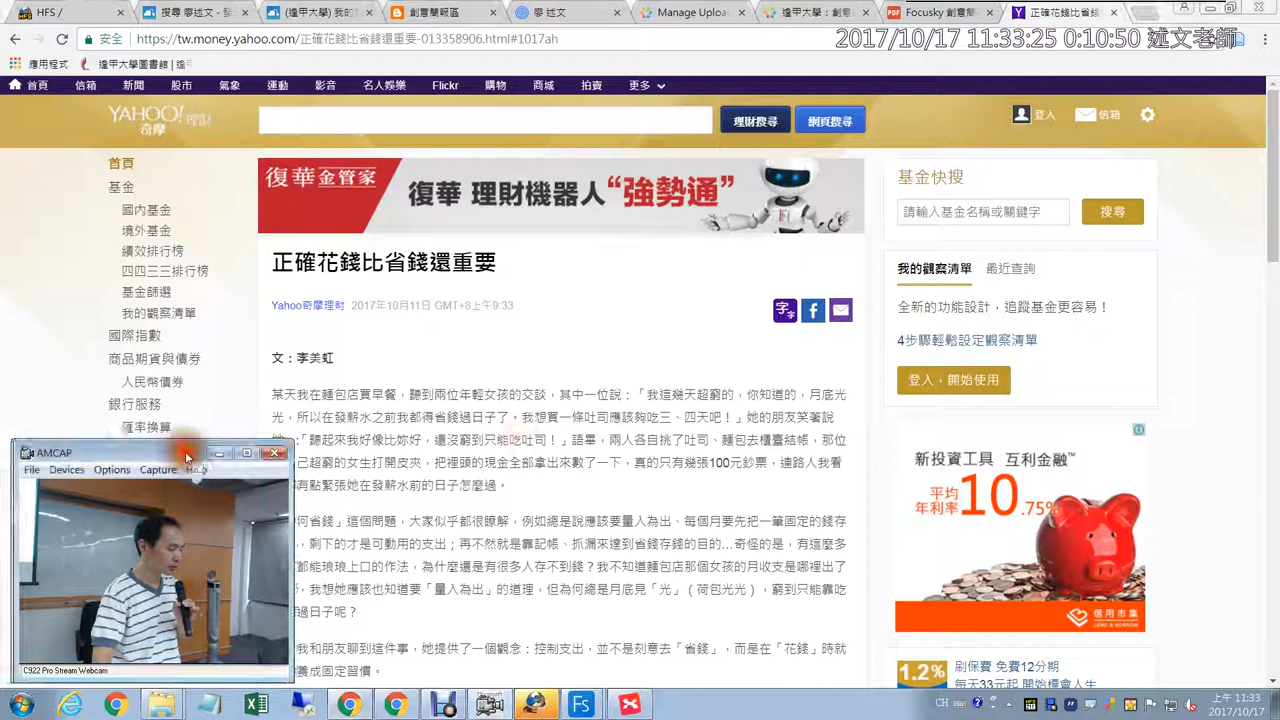 HFS /
搜尋 廖述文 - S
(逢甲大學) 我的
創意簡報區
廖 述文
Manage Uploa
逢甲大學：創意
Focusky 創意簡
正確花錢比省錢還
安全
https://tw.money.yahoo.com/正確花錢比省錢還重要-013353906.html#1017ah
2017/10/17 11:33:25 0:10:50 述文老師
應用程式
逢甲大學圖書館 | 逢
首頁 信箱 新聞 股市 氣象 運動 影音 名人娛樂 Flickr 購物 商城 拍賣 更多
YAHOO! 奇摩 理財
理財搜尋
網頁搜尋
登入
信箱
首頁
基金
國內基金
境外基金
績效排行榜
四四三三排行榜
基金篩選
我的觀察清單
國際指數
商品期貨與債券
人民幣債券
銀行服務
匯率換算
復華金管家
復華 理財機器人“強勢通”
正確花錢比省錢還重要
Yahoo奇摩理財 2017年10月11日 GMT+8上午9:33
字字
文：李美虹
某天我在麵包店買早餐，聽到兩位年輕女孩的交談，其中一位說：「我這幾天超窮的，你知道的，月底光
光，所以在發薪水之前我都得省錢過日子了。我想買一條吐司應該夠吃三、四天吧！」她的朋友笑著說
：「聽起來我好像比妳好，還沒窮到只能吃吐司！」語畢，兩人各自挑了吐司、麵包去櫃臺結帳，那位
己超窮的女生打開皮夾，把裡頭的現金全部拿出來數了一下，真的只有幾張100元鈔票，連路人我看
有點緊張她在發薪水前的日子怎麼過。
何省錢」這個問題，大家似乎都很瞭解，例如總是說應該要量入為出、每個月要先把一筆固定的錢存
，剩下的才是可動用的支出；再不然就是靠記帳、抓漏來達到省錢存錢的目的…奇怪的是，有這麼多
都能琅琅上口的作法，為什麼還是有很多人存不到錢？我不知道麵包店那個女孩的月收支是哪裡出了
，我想她應該也知道要「量入為出」的道理，但為何總是月底見「光」（荷包光光），窮到只能靠吃
過日子呢？
我和朋友聊到這件事，她提供了一個觀念：控制支出，並不是刻意去「省錢」，而是在「花錢」時就
養成固定習慣。
基金快搜
請輸入基金名稱或關鍵字
搜尋
我的觀察清單 最近查詢
全新的功能設計，追蹤基金更容易！
4步驟輕鬆設定觀察清單
登入，開始使用
新投資工具 互利金融™
平均
年利率 10.75%
信用市集
LEND & BORROW
1.2%
刷保費 免費12分期
每天33元起 開始標會人生
AMCAP
File Devices Options Capture
C922 Pro Stream Webcam
CH
上午 11:33
2017/10/17